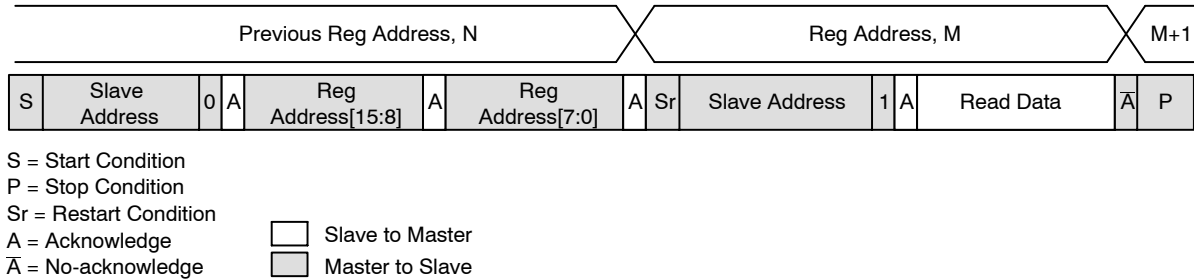 Previous Reg Address, N Reg Address, M M+1
S Slave Address 0 A Reg Address[15:8] A Reg Address[7:0] A Sr Slave Address 1 A Read Data A̅ P
S = Start Condition
P = Stop Condition
Sr = Restart Condition
A = Acknowledge
A̅ = No-acknowledge
Slave to Master
Master to Slave